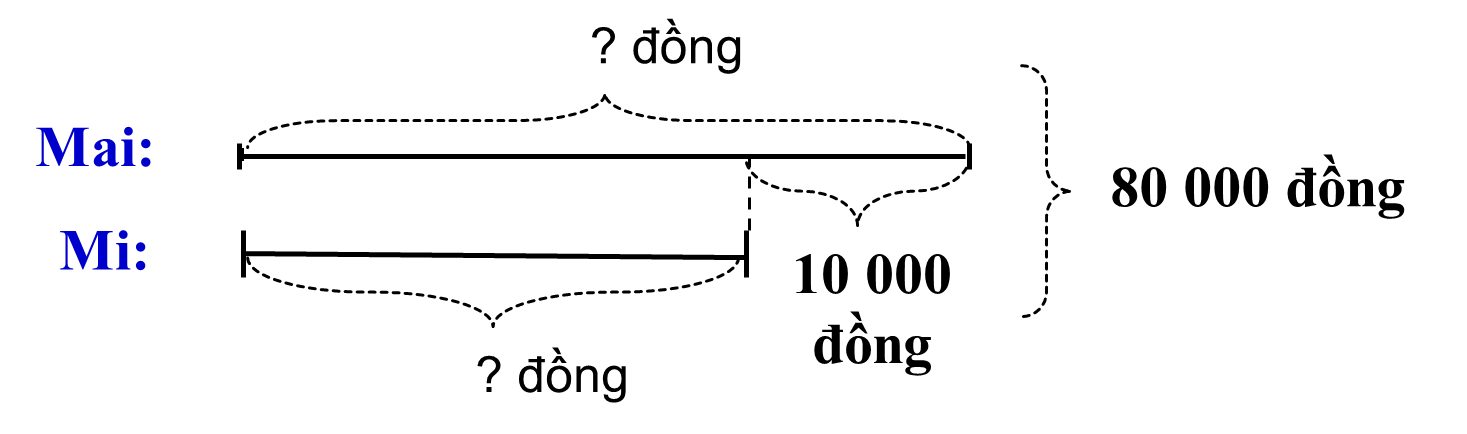 ? đồng
Mai:
80 000 đồng
Mi:
10 000
đồng
? đồng